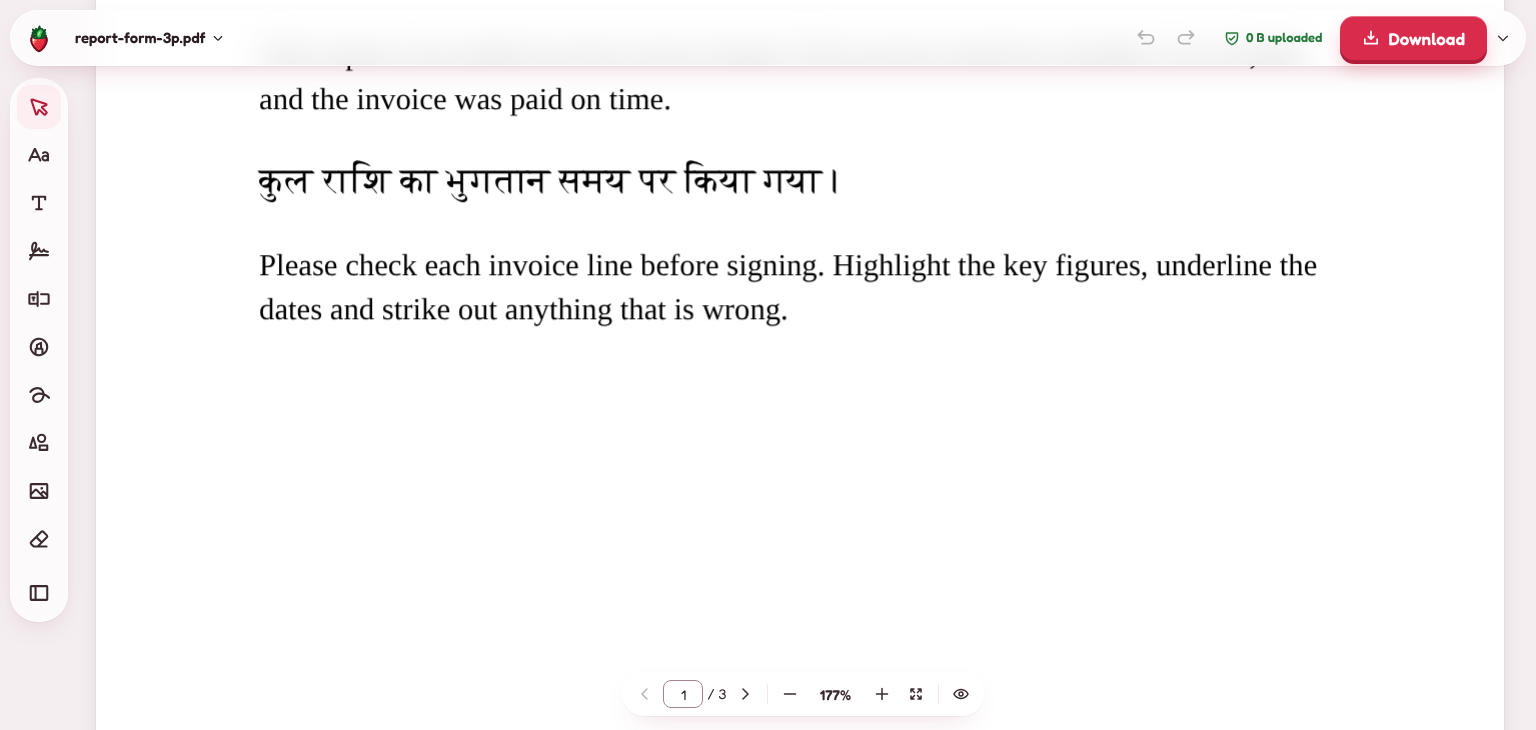 report-form-3p.pdf
0 B uploaded
Download
and the invoice was paid on time.
कुल राशि का भुगतान समय पर किया गया।
Please check each invoice line before signing. Highlight the key figures, underline the
dates and strike out anything that is wrong.
Aa
T
1 / 3
177%